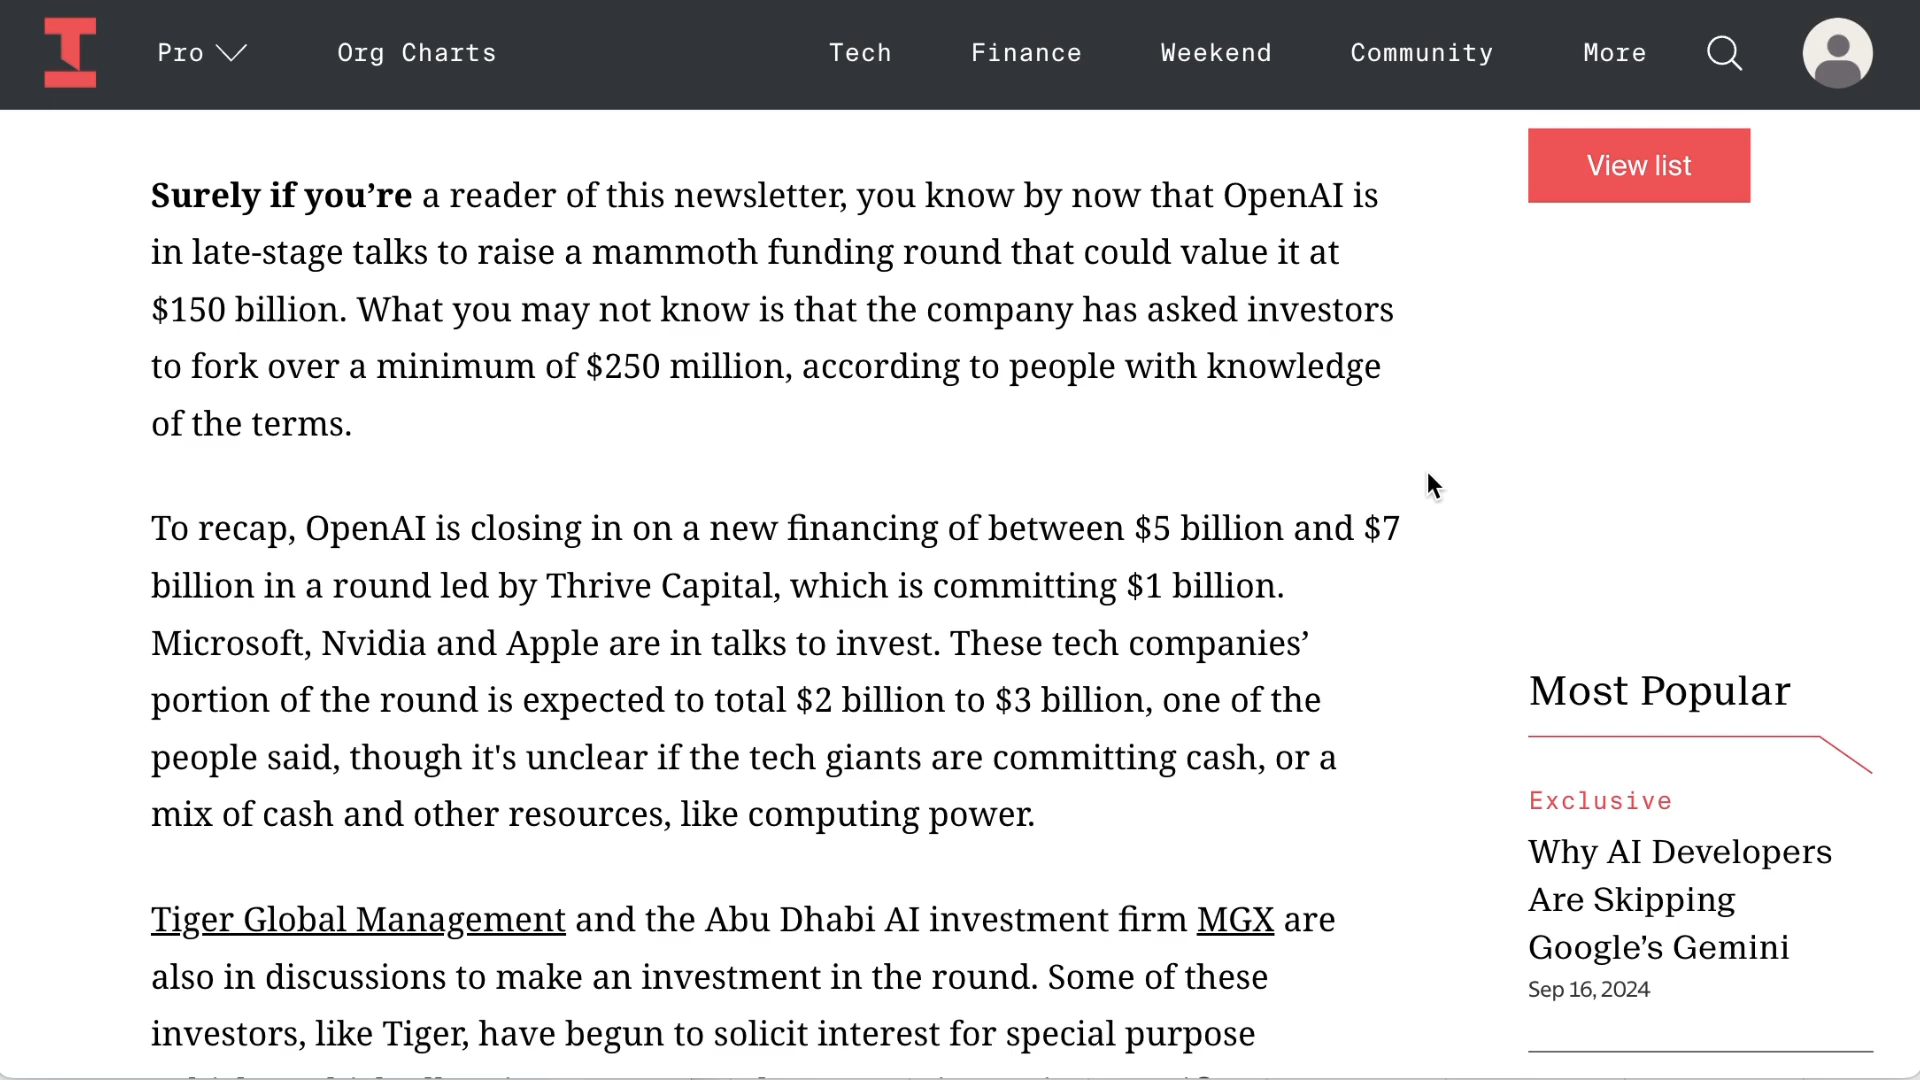 Pro
Org Charts
Tech
Finance
Weekend
Community
More
View list
Surely if you’re a reader of this newsletter, you know by now that OpenAI is
in late-stage talks to raise a mammoth funding round that could value it at
$150 billion. What you may not know is that the company has asked investors
to fork over a minimum of $250 million, according to people with knowledge
of the terms.
To recap, OpenAI is closing in on a new financing of between $5 billion and $7
billion in a round led by Thrive Capital, which is committing $1 billion.
Microsoft, Nvidia and Apple are in talks to invest. These tech companies’
portion of the round is expected to total $2 billion to $3 billion, one of the
people said, though it's unclear if the tech giants are committing cash, or a
mix of cash and other resources, like computing power.
Tiger Global Management and the Abu Dhabi AI investment firm MGX are
also in discussions to make an investment in the round. Some of these
investors, like Tiger, have begun to solicit interest for special purpose
Most Popular
Exclusive
Why AI Developers
Are Skipping
Google’s Gemini
Sep 16, 2024